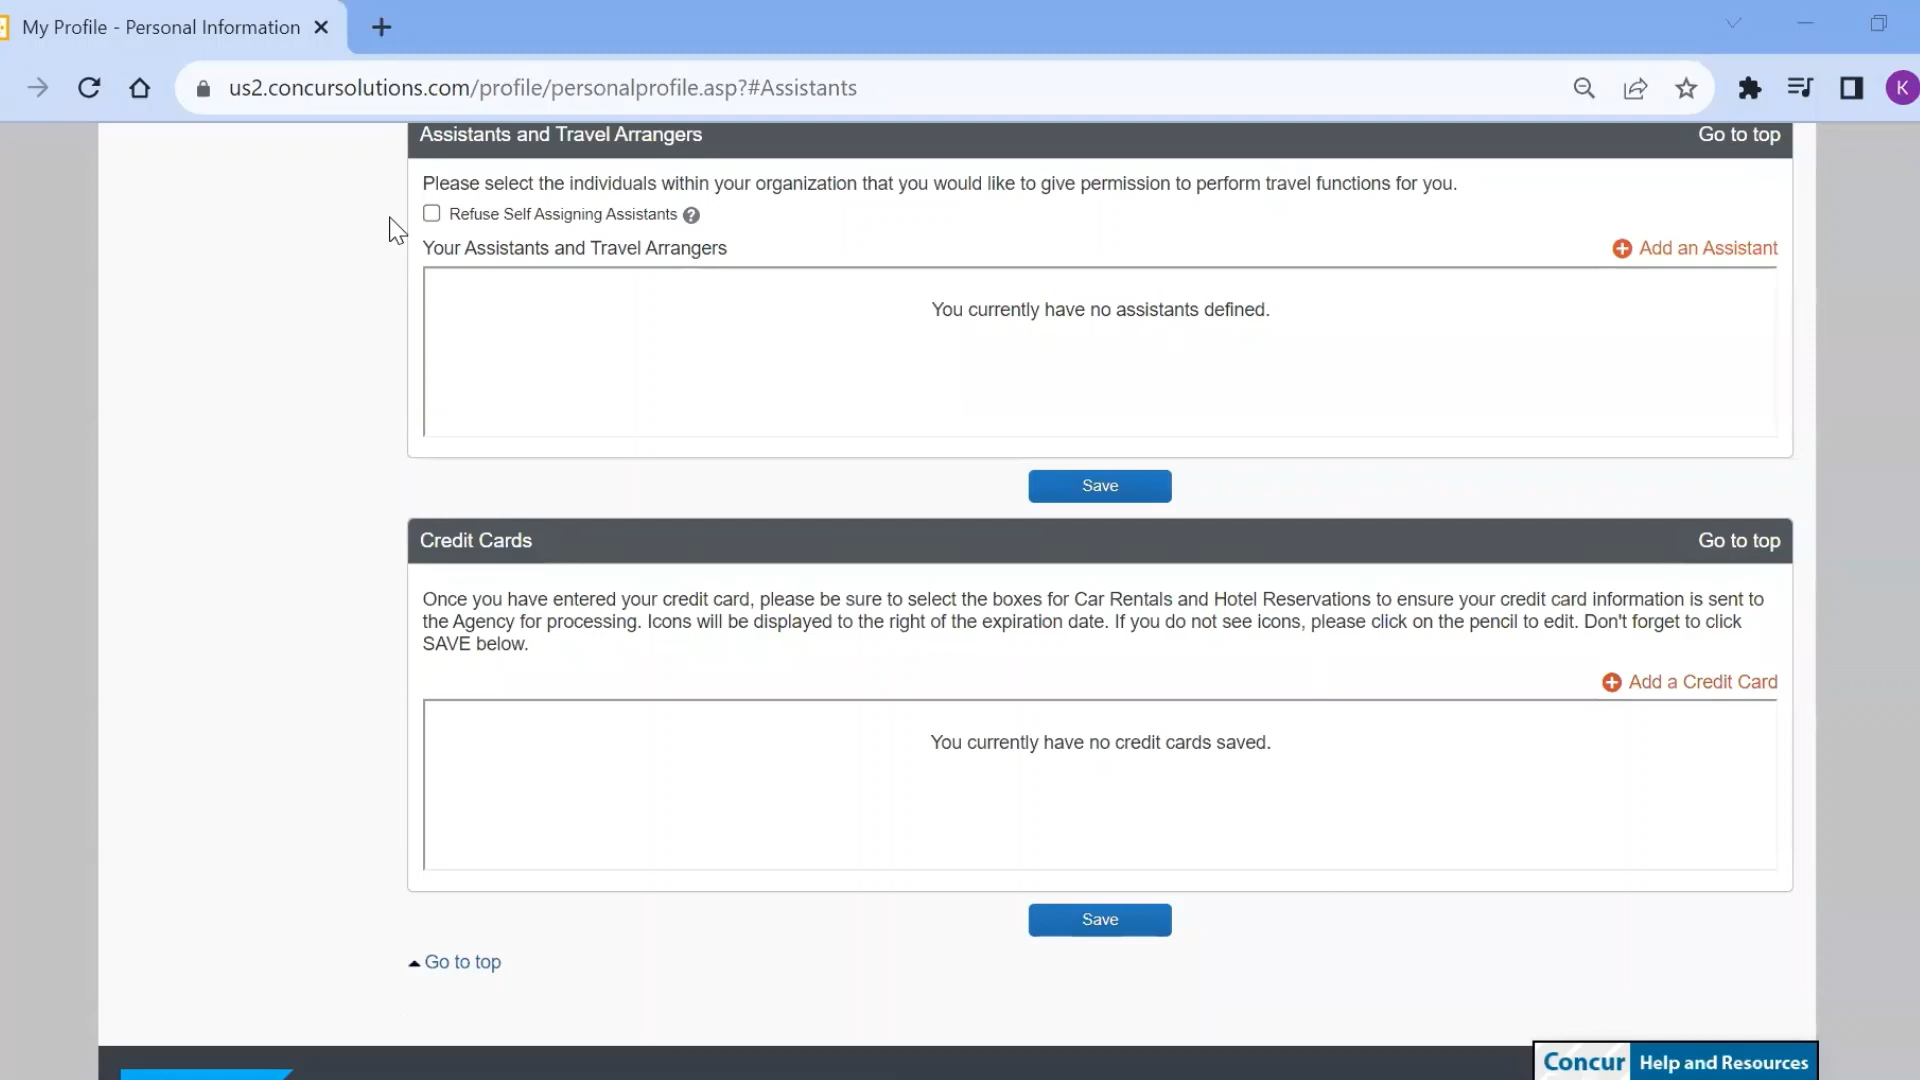 My Profile - Personal Information
us2.concursolutions.com/profile/personalprofile.asp?#Assistants
K
Assistants and Travel Arrangers Go to top
Please select the individuals within your organization that you would like to give permission to perform travel functions for you.
Refuse Self Assigning Assistants ?
Your Assistants and Travel Arrangers Add an Assistant
You currently have no assistants defined.
Save
Credit Cards Go to top
Once you have entered your credit card, please be sure to select the boxes for Car Rentals and Hotel Reservations to ensure your credit card information is sent to
the Agency for processing. Icons will be displayed to the right of the expiration date. If you do not see icons, please click on the pencil to edit. Don't forget to click
SAVE below.
Add a Credit Card
You currently have no credit cards saved.
Save
Go to top
Concur Help and Resources